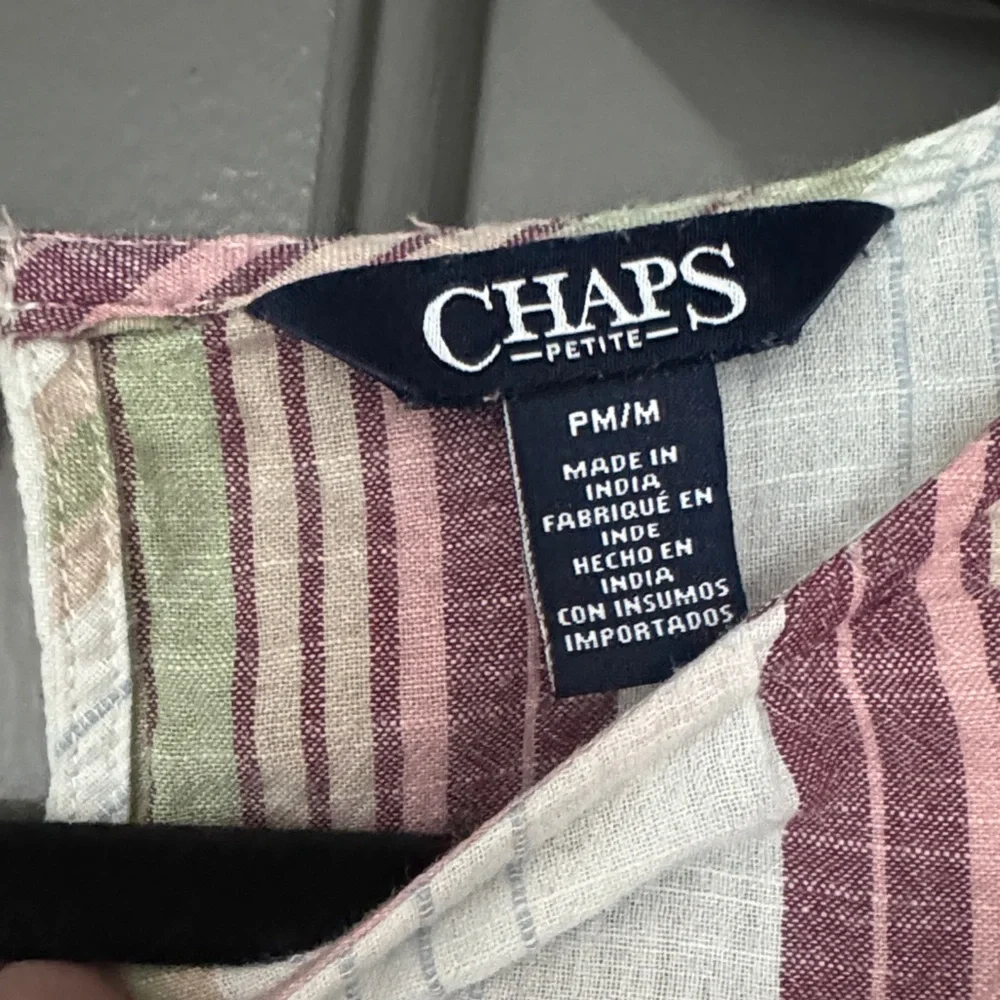 CHAPS
PETITE
PM/M
MADE IN
INDIA
FABRIQUÉ EN
INDE
HECHO EN
INDIA
CON INSUMOS
IMPORTADOS